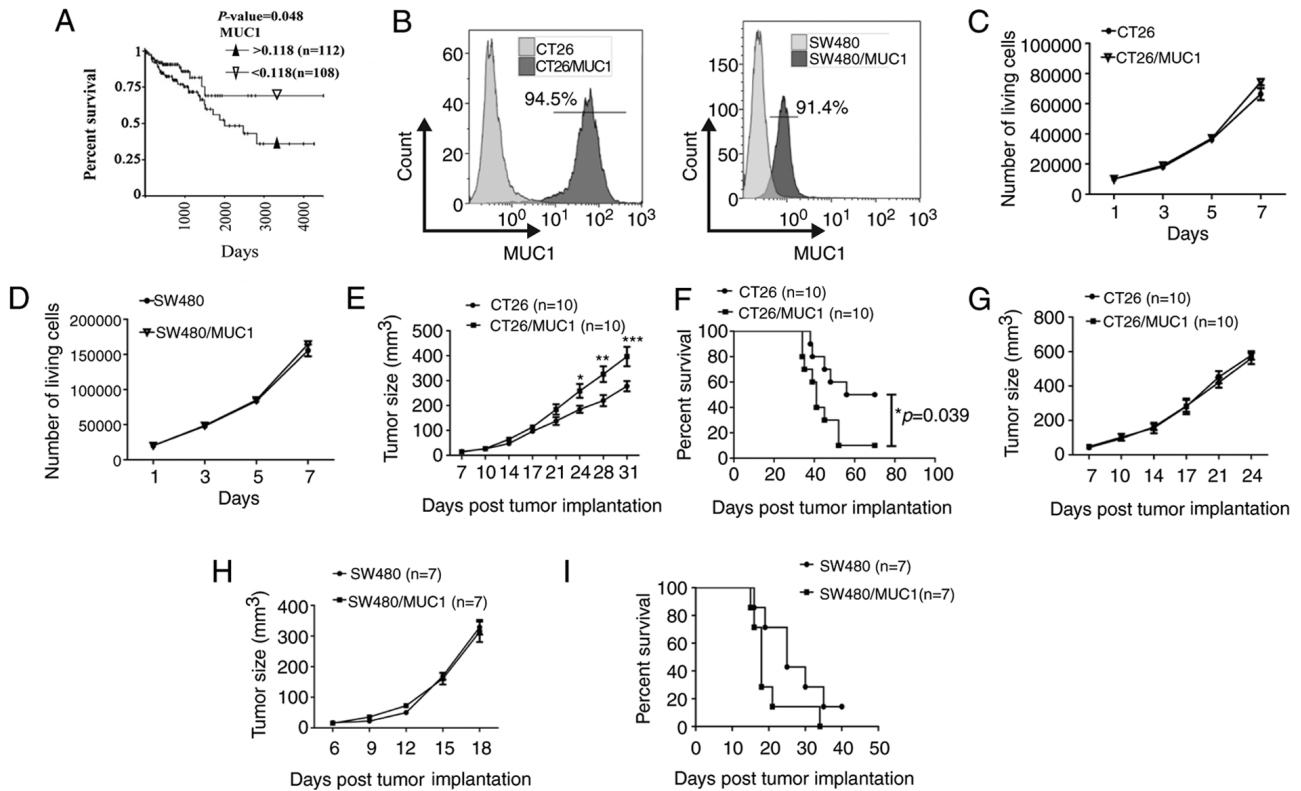 A
P-value=0.048
MUC1
>0.118 (n=112)
<0.118(n=108)
Percent survival
1
0.75
0.5
0.25
0
1000 2000 3000 4000
Days
B
CT26
CT26/MUC1
94.5%
Count
60
40
20
0
10⁰ 10¹ 10² 10³
MUC1
SW480
SW480/MUC1
91.4%
Count
150
100
50
0
10⁰ 10¹ 10² 10³
MUC1
C
CT26
CT26/MUC1
Number of living cells
100000
80000
60000
40000
20000
0
1 3 5 7
Days
D
SW480
SW480/MUC1
Number of living cells
200000
150000
100000
50000
0
1 3 5 7
Days
E
CT26 (n=10)
CT26/MUC1 (n=10)
Tumor size (mm³)
500
400
300
200
100
0
* ** ***
7 10 14 17 21 24 28 31
Days post tumor implantation
F
CT26 (n=10)
CT26/MUC1 (n=10)
Percent survival
100
80
60
40
20
0
*p=0.039
0 20 40 60 80 100
Days post tumor implantation
G
CT26 (n=10)
CT26/MUC1 (n=10)
Tumor size (mm³)
800
600
400
200
0
7 10 14 17 21 24
Days post tumor implantation
H
SW480 (n=7)
SW480/MUC1 (n=7)
Tumor size (mm³)
400
300
200
100
0
6 9 12 15 18
Days post tumor implantation
I
SW480 (n=7)
SW480/MUC1(n=7)
Percent survival
100
80
60
40
20
0
0 10 20 30 40 50
Days post tumor implantation